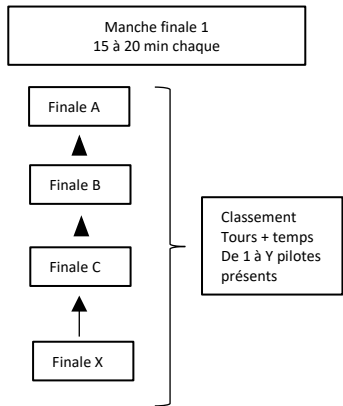 Manche finale 1
15 à 20 min chaque
Finale A
Finale B
Finale C
Finale X
Classement
Tours + temps
De 1 à Y pilotes
présents